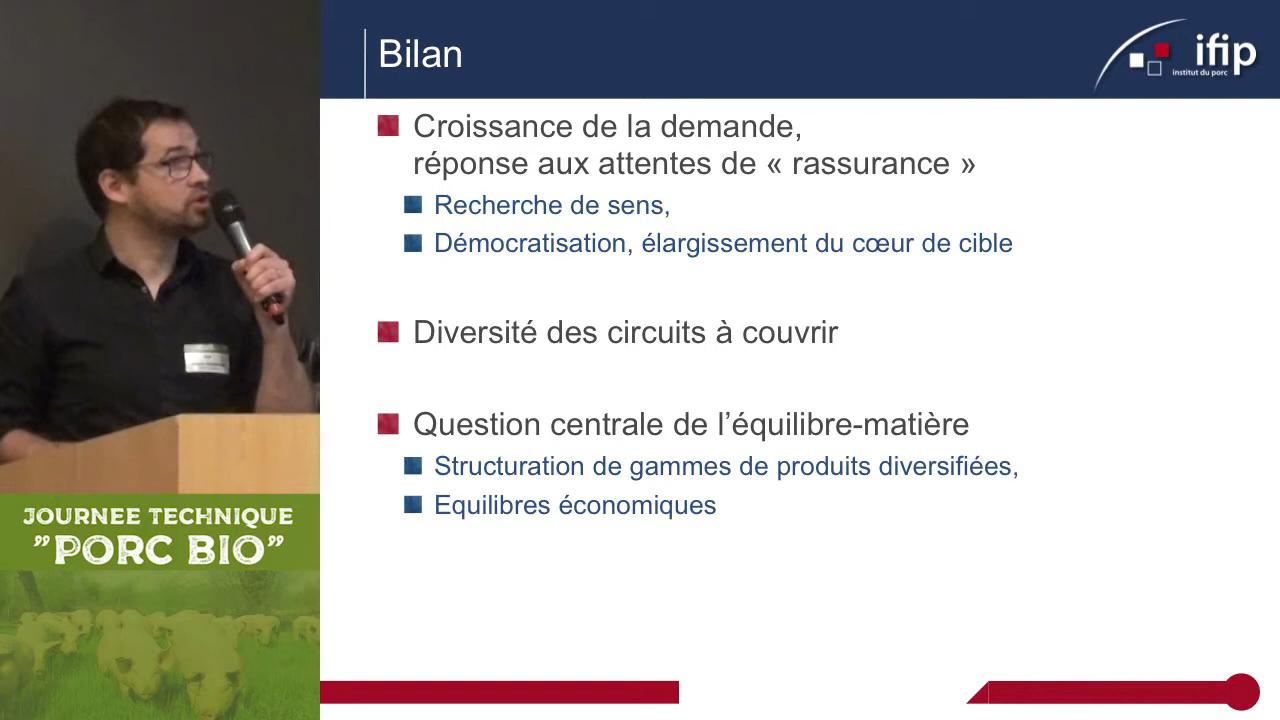 Bilan
ifip
institut du porc
Croissance de la demande,
réponse aux attentes de « rassurance »
Recherche de sens,
Démocratisation, élargissement du cœur de cible
Diversité des circuits à couvrir
Question centrale de l’équilibre-matière
Structuration de gammes de produits diversifiées,
Equilibres économiques
JOURNEE TECHNIQUE
”PORC BIO”